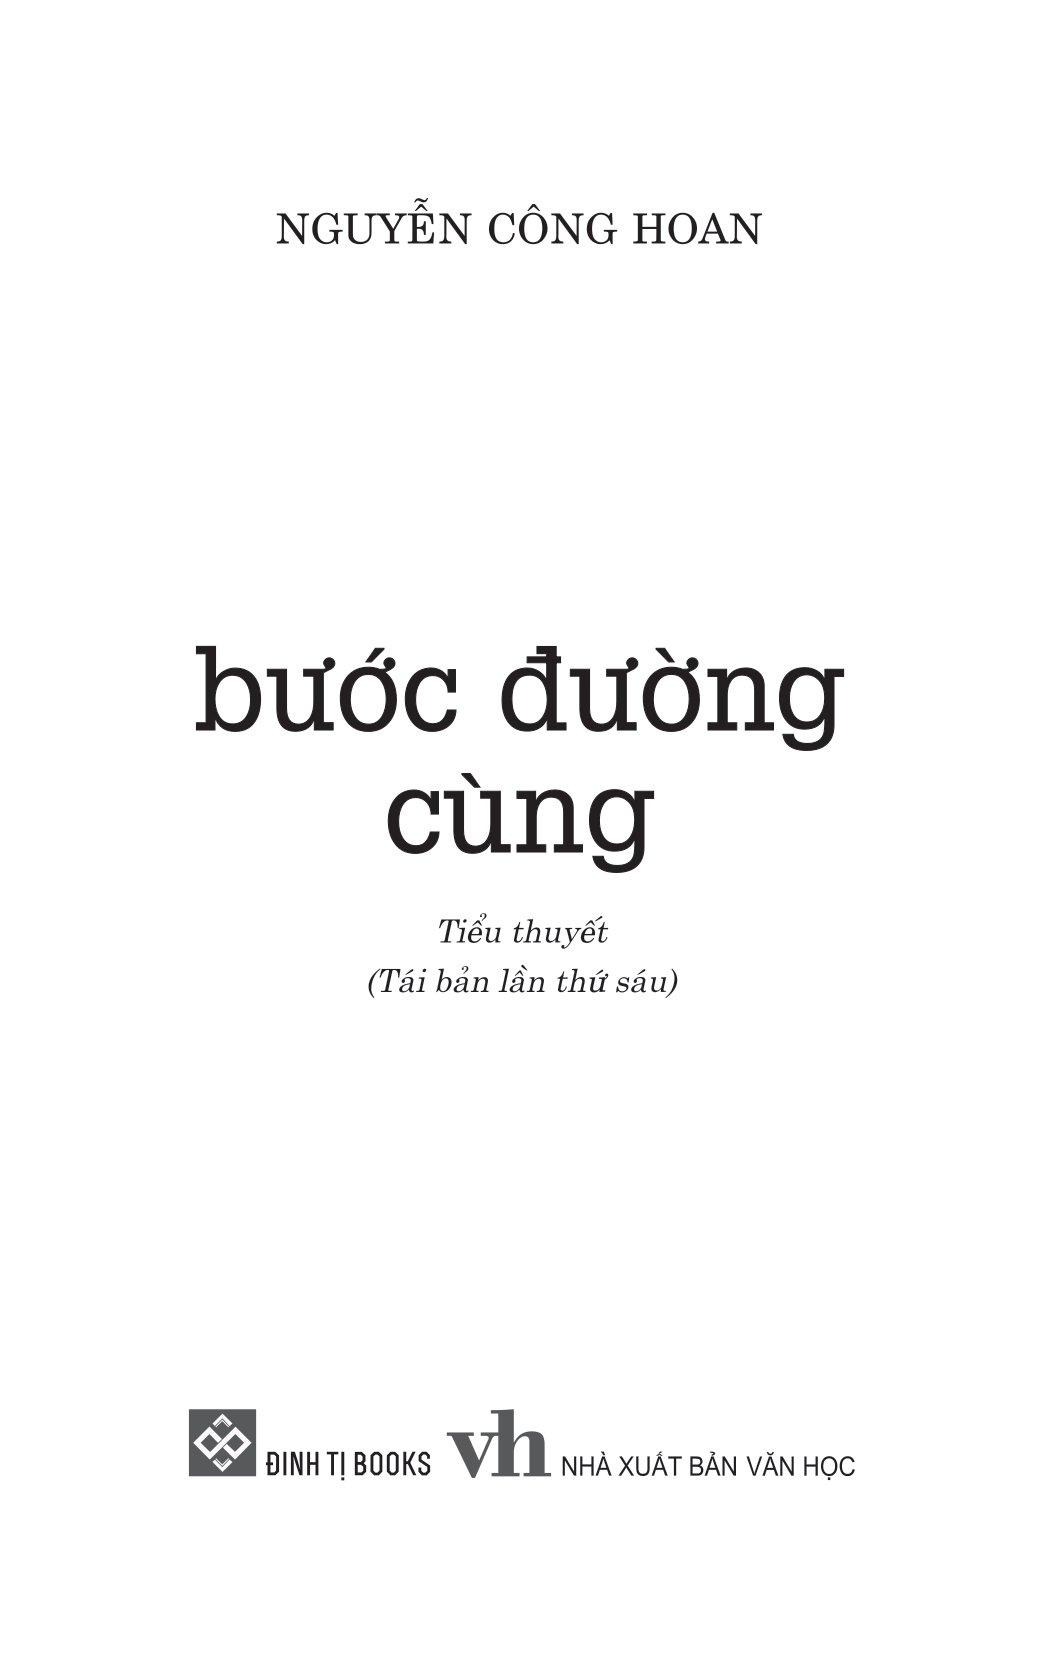 NGUYỄN CÔNG HOAN
bước đường
cùng
Tiểu thuyết
(Tái bản lần thứ sáu)
ĐINH TỊ BOOKS vh NHÀ XUẤT BẢN VĂN HỌC